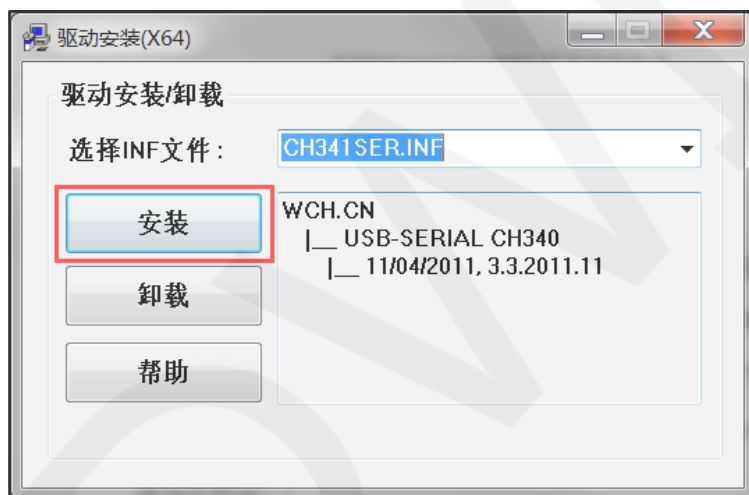 驱动安装(X64)
驱动安装/卸载
选择INF文件:
CH341SER.INF
安装
卸载
帮助
WCH.CN
|__ USB-SERIAL CH340
|__ 11/04/2011, 3.3.2011.11